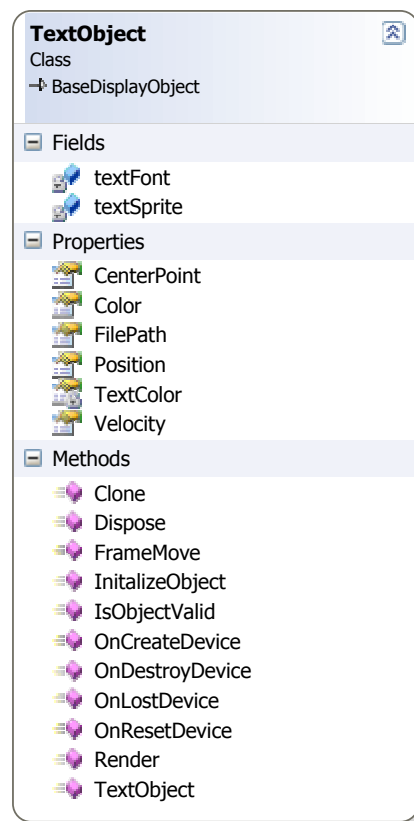 TextObject
Class
BaseDisplayObject
Fields
textFont
textSprite
Properties
CenterPoint
Color
FilePath
Position
TextColor
Velocity
Methods
Clone
Dispose
FrameMove
InitalizeObject
IsObjectValid
OnCreateDevice
OnDestroyDevice
OnLostDevice
OnResetDevice
Render
TextObject